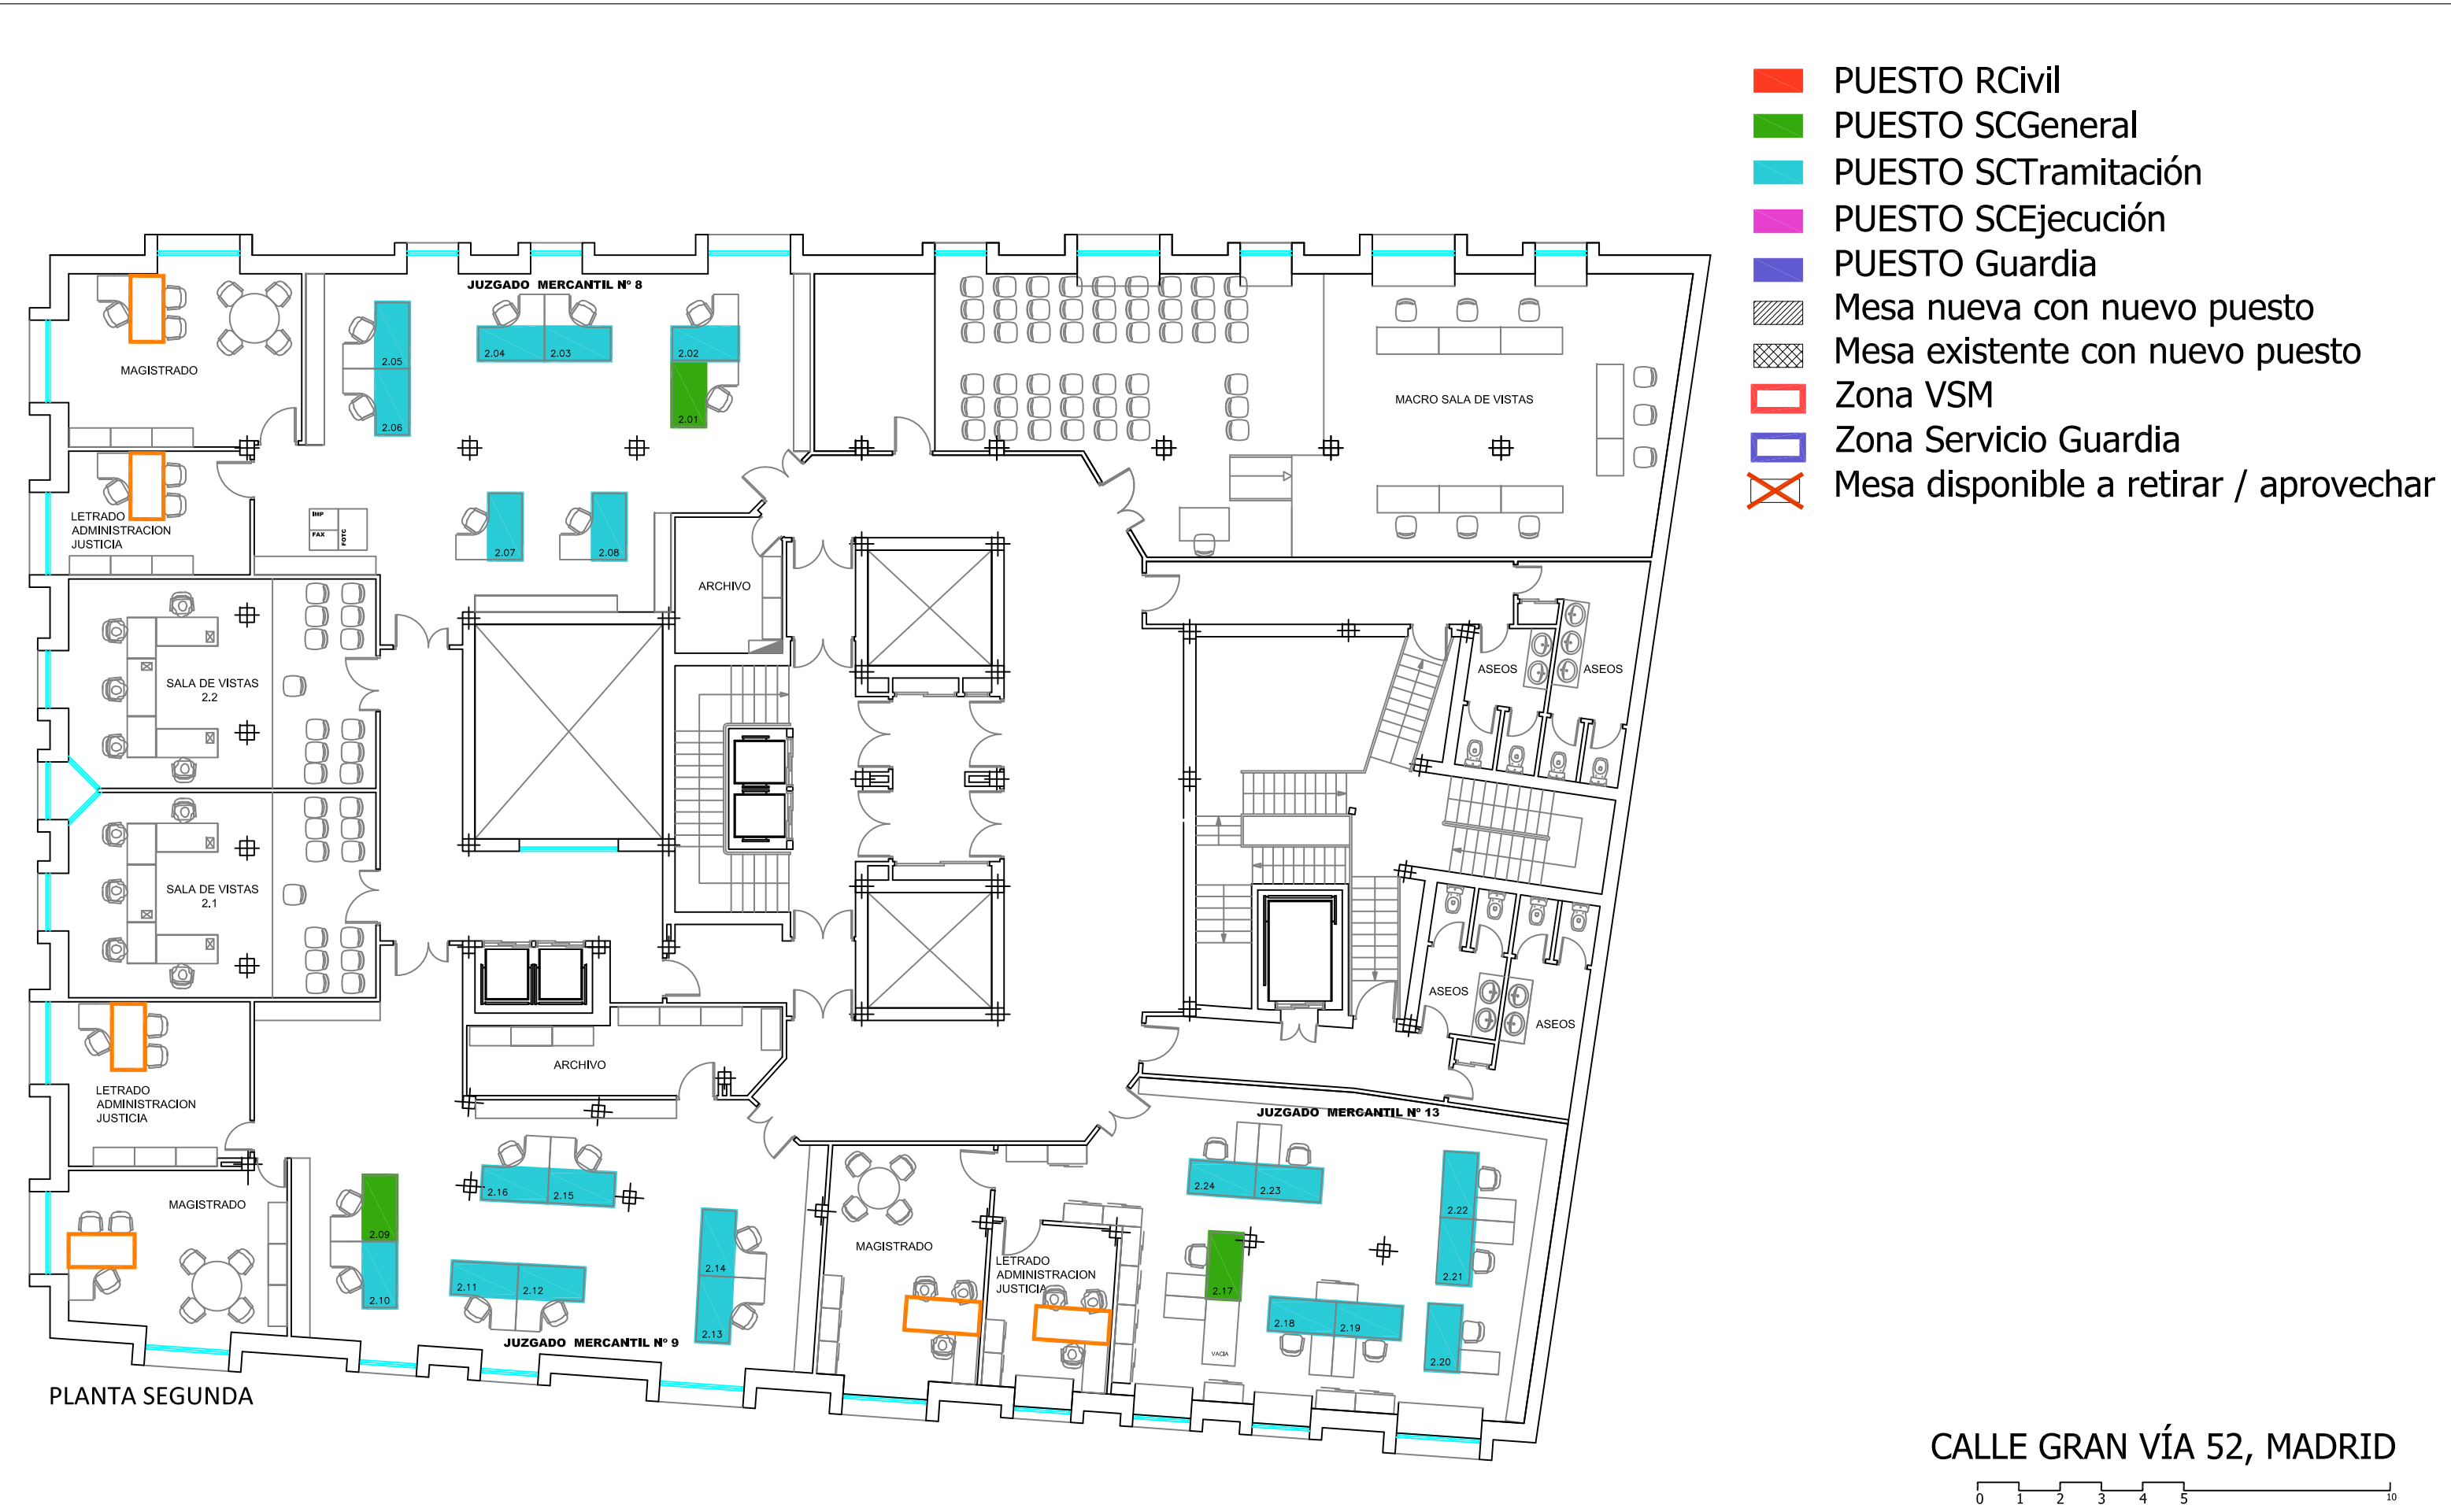 PUESTO RCivil
PUESTO SCGeneral
PUESTO SCTramitación
PUESTO SCEjecución
PUESTO Guardia
Mesa nueva con nuevo puesto
Mesa existente con nuevo puesto
Zona VSM
Zona Servicio Guardia
Mesa disponible a retirar / aprovechar
JUZGADO MERCANTIL Nº 8
2.04
2.03
2.02
2.05
2.01
2.06
MAGISTRADO
MACRO SALA DE VISTAS
LETRADO
ADMINISTRACION
JUSTICIA
IMP
FAX
FOTC
2.07
2.08
ARCHIVO
SALA DE VISTAS
2.2
ASEOS
ASEOS
SALA DE VISTAS
2.1
ASEOS
ASEOS
ARCHIVO
LETRADO
ADMINISTRACION
JUSTICIA
JUZGADO MERCANTIL Nº 13
MAGISTRADO
2.16
2.15
2.09
2.10
2.11
2.12
2.14
2.13
JUZGADO MERCANTIL Nº 9
MAGISTRADO
LETRADO
ADMINISTRACION
JUSTICIA
2.24
2.23
2.22
2.21
2.17
2.18
2.19
2.20
VACIA
PLANTA SEGUNDA
CALLE GRAN VÍA 52, MADRID
0 1 2 3 4 5 10